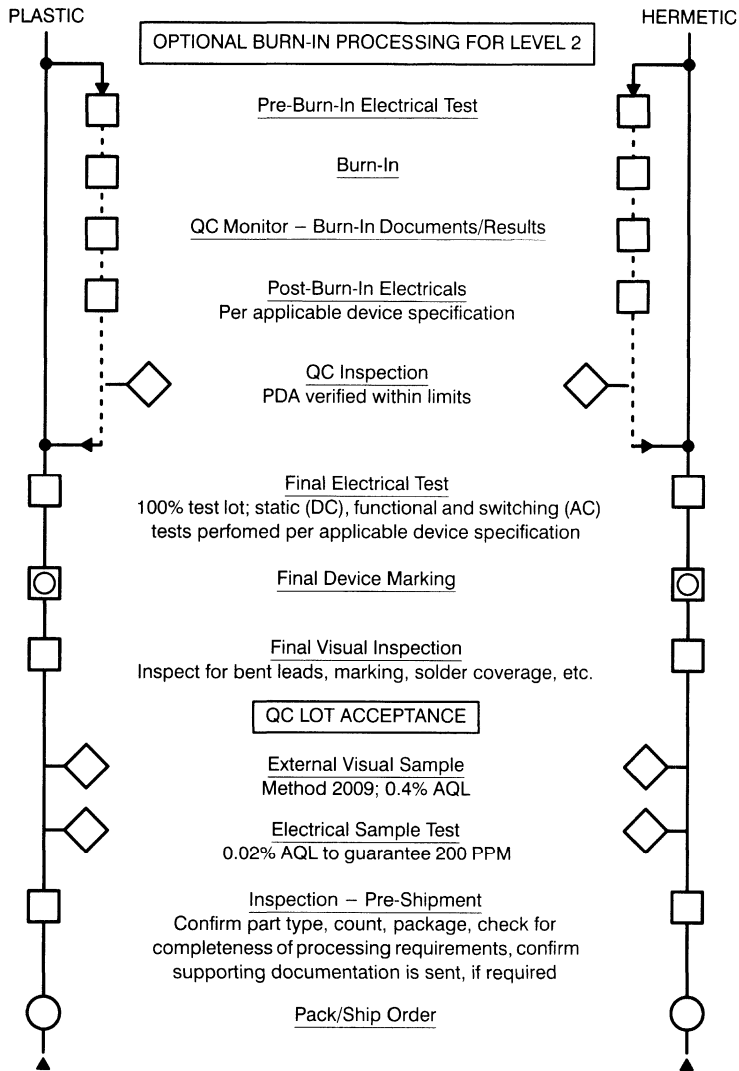 PLASTIC
HERMETIC
OPTIONAL BURN-IN PROCESSING FOR LEVEL 2
Pre-Burn-In Electrical Test
Burn-In
QC Monitor – Burn-In Documents/Results
Post-Burn-In Electricals
Per applicable device specification
QC Inspection
PDA verified within limits
Final Electrical Test
100% test lot; static (DC), functional and switching (AC)
tests perfomed per applicable device specification
Final Device Marking
Final Visual Inspection
Inspect for bent leads, marking, solder coverage, etc.
QC LOT ACCEPTANCE
External Visual Sample
Method 2009; 0.4% AQL
Electrical Sample Test
0.02% AQL to guarantee 200 PPM
Inspection – Pre-Shipment
Confirm part type, count, package, check for
completeness of processing requirements, confirm
supporting documentation is sent, if required
Pack/Ship Order